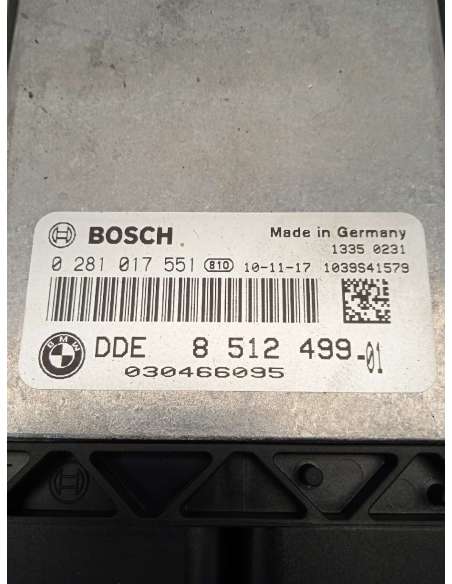 BOSCH
Made in Germany
1335 0231
0 281 017 551 810 10-11-17 1039S41579
BMW DDE 8 512 499-01
030466095